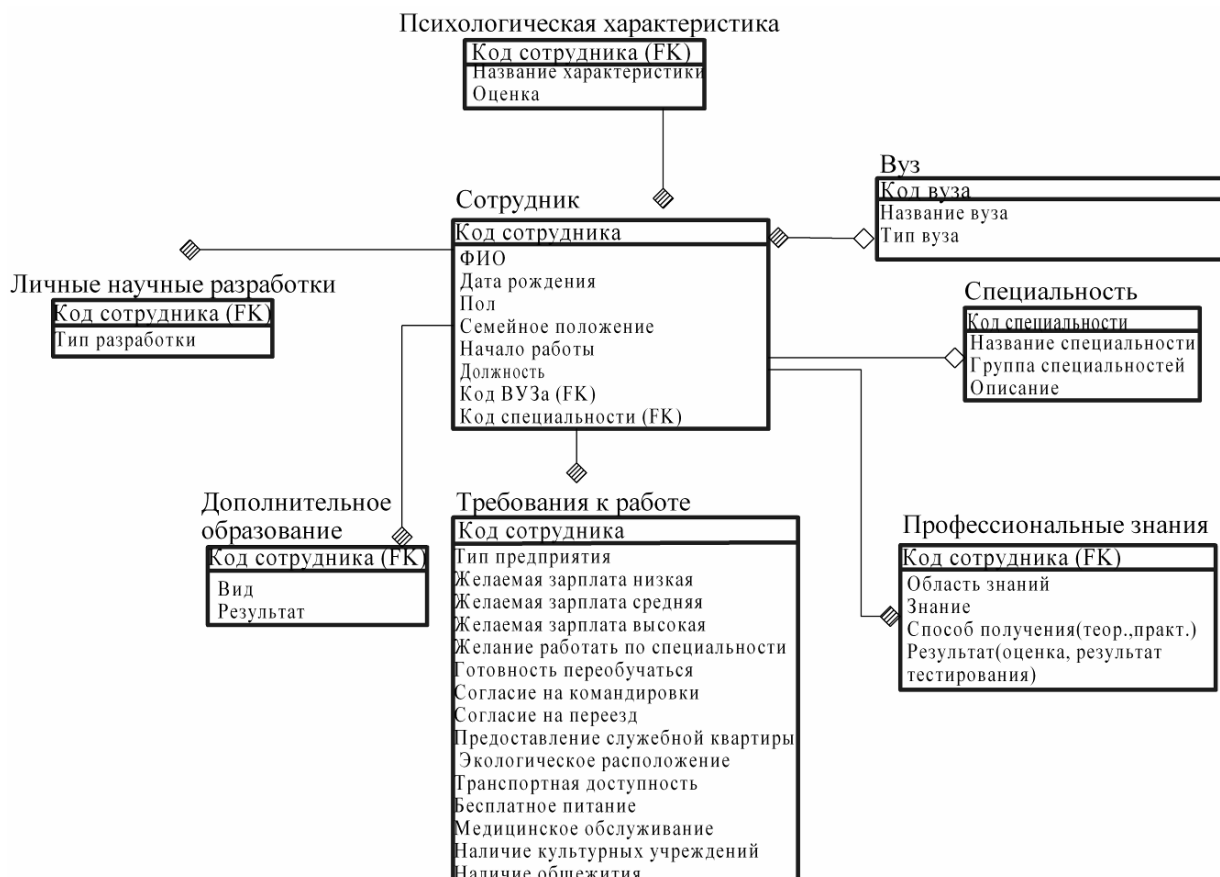 Психологическая характеристика
Код сотрудника (FK)
Название характеристики
Оценка
Вуз
Код вуза
Название вуза
Тип вуза
Сотрудник
Код сотрудника
ФИО
Дата рождения
Пол
Семейное положение
Начало работы
Должность
Код ВУЗа (FK)
Код специальности (FK)
Личные научные разработки
Код сотрудника (FK)
Тип разработки
Специальность
Код специальности
Название специальности
Группа специальностей
Описание
Дополнительное
образование
Код сотрудника (FK)
Вид
Результат
Требования к работе
Код сотрудника
Тип предприятия
Желаемая зарплата низкая
Желаемая зарплата средняя
Желаемая зарплата высокая
Желание работать по специальности
Готовность переобучаться
Согласие на командировки
Согласие на переезд
Предоставление служебной квартиры
Экологическое расположение
Транспортная доступность
Бесплатное питание
Медицинское обслуживание
Наличие культурных учреждений
Наличие общежития
Профессиональные знания
Код сотрудника (FK)
Область знаний
Знание
Способ получения(теор.,практ.)
Результат(оценка, результат
тестирования)